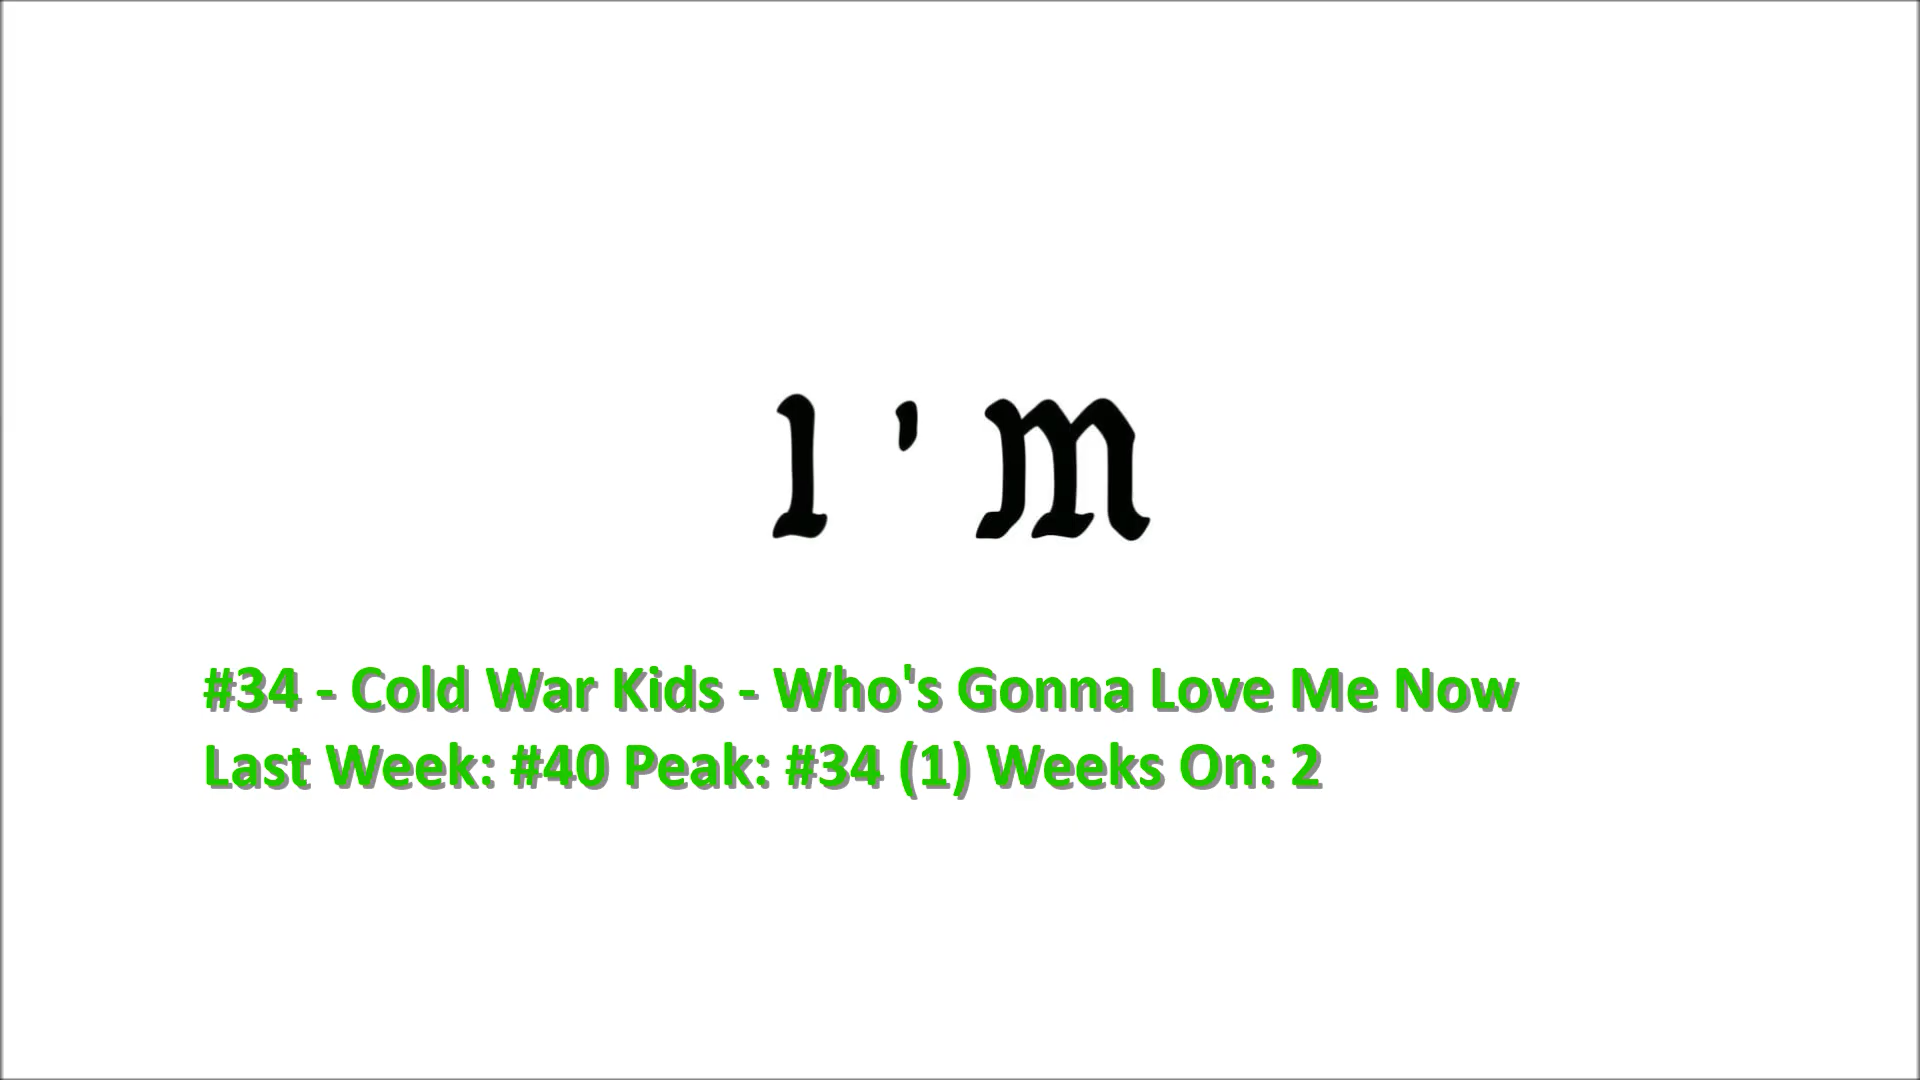 I'm
#34 - Cold War Kids - Who's Gonna Love Me Now
Last Week: #40 Peak: #34 (1) Weeks On: 2